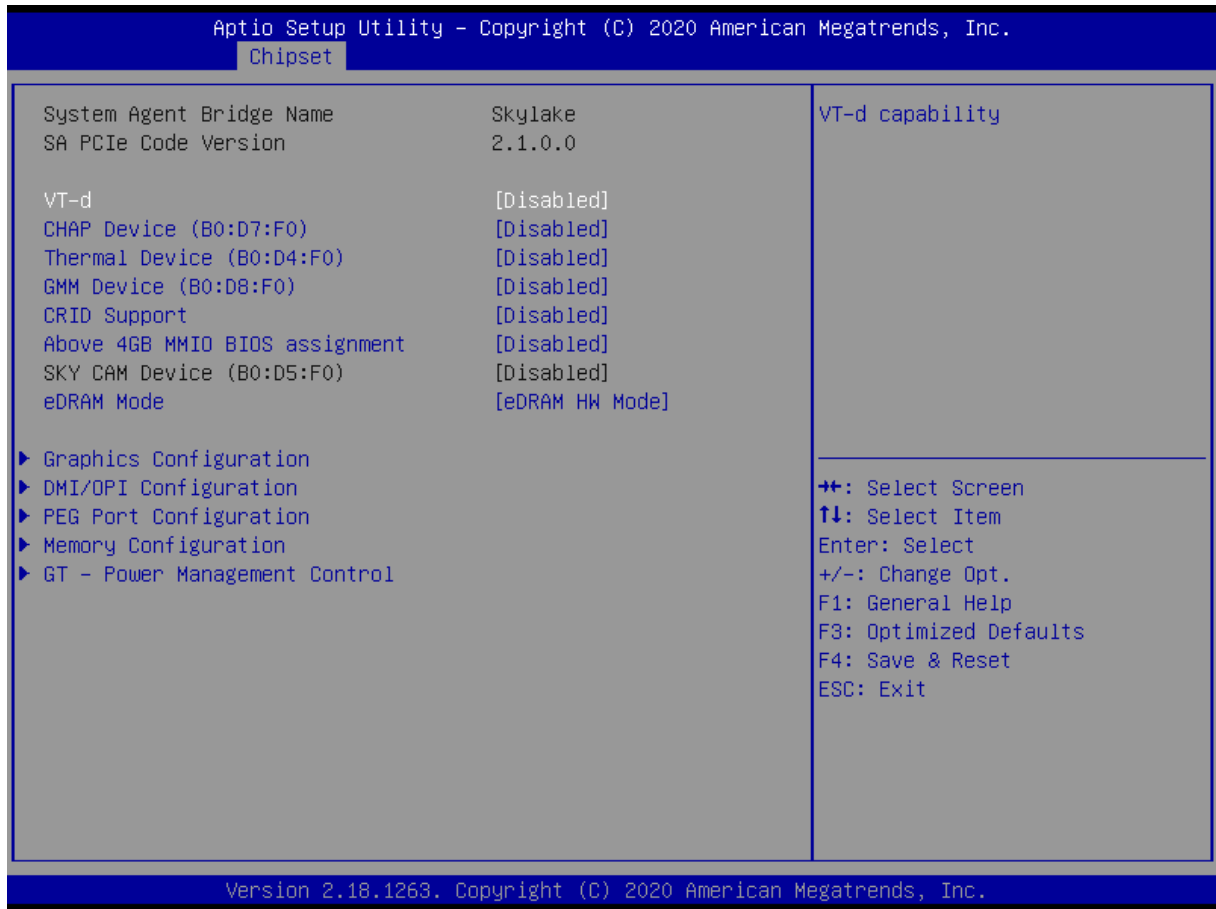 Aptio Setup Utility – Copyright (C) 2020 American Megatrends, Inc.
Chipset
System Agent Bridge Name Skylake
SA PCIe Code Version 2.1.0.0
VT-d [Disabled]
CHAP Device (B0:D7:F0) [Disabled]
Thermal Device (B0:D4:F0) [Disabled]
GMM Device (B0:D8:F0) [Disabled]
CRID Support [Disabled]
Above 4GB MMIO BIOS assignment [Disabled]
SKY CAM Device (B0:D5:F0) [Disabled]
eDRAM Mode [eDRAM HW Mode]
Graphics Configuration
DMI/OPI Configuration
PEG Port Configuration
Memory Configuration
GT – Power Management Control
VT-d capability
→←: Select Screen
↑↓: Select Item
Enter: Select
+/-: Change Opt.
F1: General Help
F3: Optimized Defaults
F4: Save & Reset
ESC: Exit
Version 2.18.1263. Copyright (C) 2020 American Megatrends, Inc.